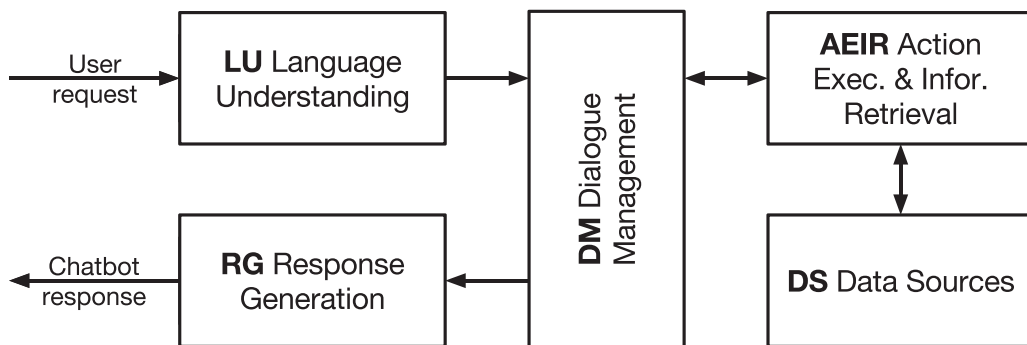 User
request
LU Language
Understanding
DM Dialogue
Management
AEIR Action
Exec. & Infor.
Retrieval
Chatbot
response
RG Response
Generation
DS Data Sources